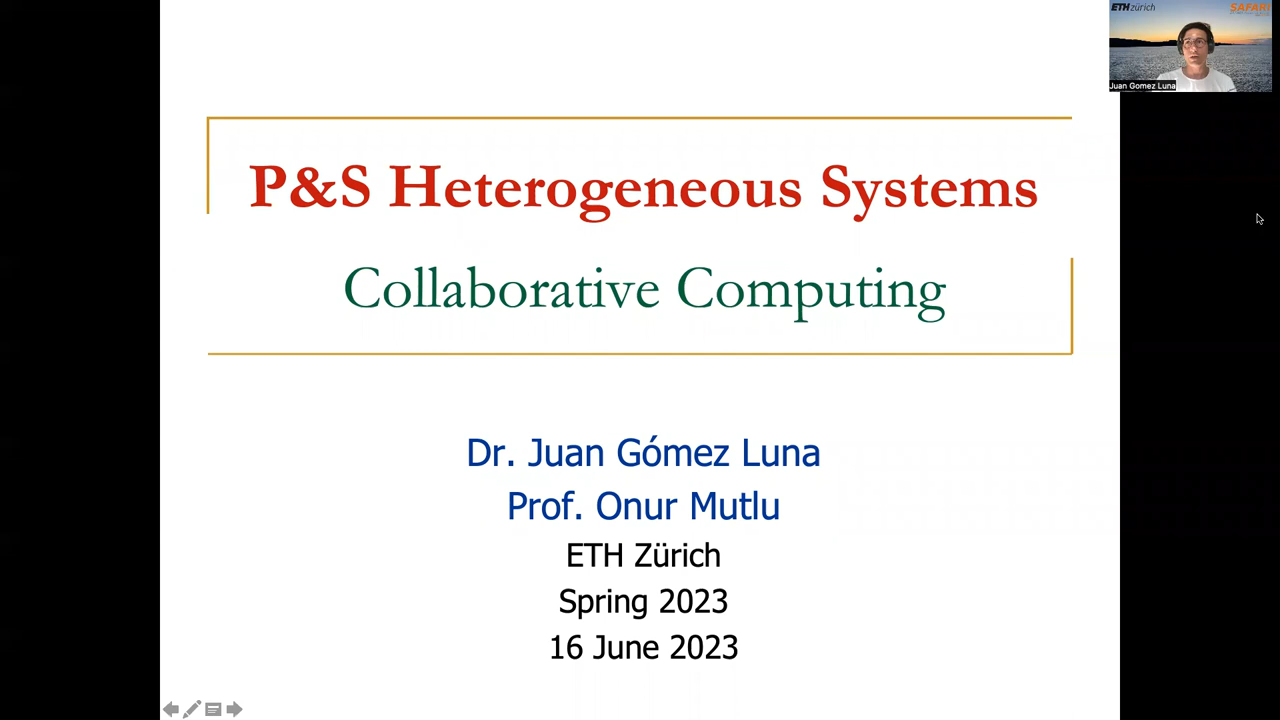 ETH zürich
SAFARI
Juan Gomez Luna
P&S Heterogeneous Systems
Collaborative Computing
Dr. Juan Gómez Luna
Prof. Onur Mutlu
ETH Zürich
Spring 2023
16 June 2023